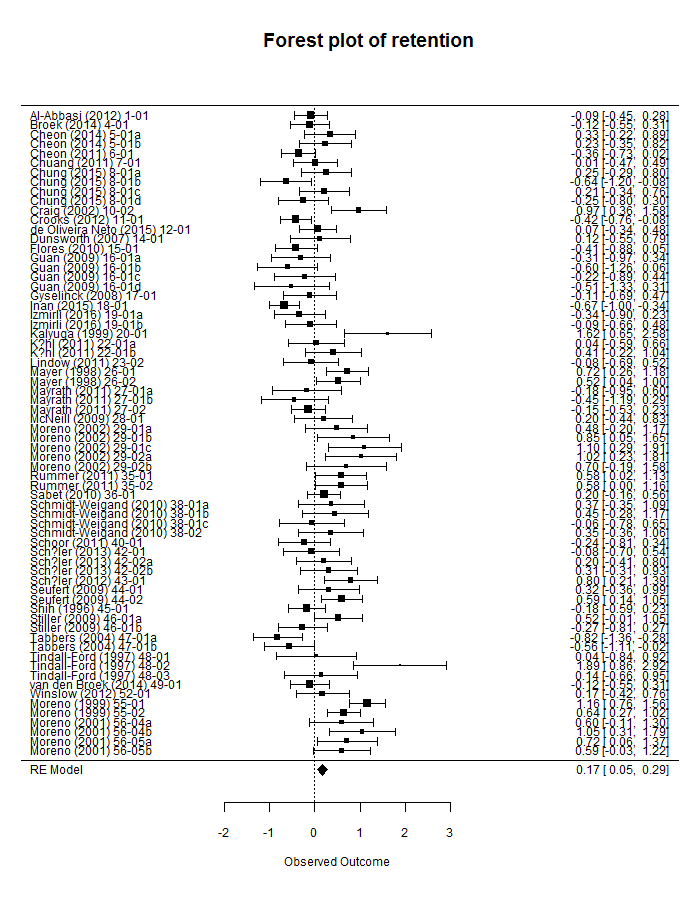 Forest plot of retention
Al-Abbasi (2012) 1-01 -0.09 [-0.45, 0.28]
Broek (2014) 4-01 -0.12 [-0.55, 0.31]
Cheon (2014) 5-01a 0.33 [-0.22, 0.89]
Cheon (2014) 5-01b 0.23 [-0.35, 0.82]
Cheon (2011) 6-01 -0.36 [-0.73, 0.02]
Chuang (2011) 7-01 0.01 [-0.47, 0.49]
Chung (2015) 8-01a 0.25 [-0.29, 0.80]
Chung (2015) 8-01b -0.64 [-1.20, -0.08]
Chung (2015) 8-01c 0.21 [-0.34, 0.76]
Chung (2015) 8-01d -0.25 [-0.80, 0.30]
Craig (2002) 10-02 0.97 [ 0.36, 1.58]
Crooks (2012) 11-01 -0.42 [-0.76, -0.08]
de Oliveira Neto (2015) 12-01 0.07 [-0.34, 0.48]
Dunsworth (2007) 14-01 0.12 [-0.55, 0.79]
Flores (2010) 15-01 -0.41 [-0.88, 0.05]
Guan (2009) 16-01a -0.31 [-0.97, 0.34]
Guan (2009) 16-01b -0.60 [-1.26, 0.06]
Guan (2009) 16-01c -0.22 [-0.89, 0.44]
Guan (2009) 16-01d -0.51 [-1.33, 0.31]
Gyselinck (2008) 17-01 -0.11 [-0.69, 0.47]
Inan (2015) 18-01 -0.67 [-1.00, -0.34]
Izmirli (2016) 19-01a -0.34 [-0.90, 0.23]
Izmirli (2016) 19-01b -0.09 [-0.66, 0.48]
Kalyuga (1999) 20-01 1.62 [ 0.65, 2.58]
K?hl (2011) 22-01a 0.04 [-0.59, 0.66]
K?hl (2011) 22-01b 0.41 [-0.22, 1.04]
Lindow (2011) 23-02 -0.08 [-0.69, 0.52]
Mayer (1998) 26-01 0.72 [ 0.26, 1.18]
Mayer (1998) 26-02 0.52 [ 0.04, 1.00]
Mayrath (2011) 27-01a -0.18 [-0.95, 0.60]
Mayrath (2011) 27-01b -0.45 [-1.19, 0.29]
Mayrath (2011) 27-02 -0.15 [-0.53, 0.23]
McNeill (2009) 28-01 0.20 [-0.44, 0.83]
Moreno (2002) 29-01a 0.48 [-0.20, 1.17]
Moreno (2002) 29-01b 0.85 [ 0.05, 1.65]
Moreno (2002) 29-01c 1.10 [ 0.29, 1.91]
Moreno (2002) 29-02a 1.02 [ 0.23, 1.81]
Moreno (2002) 29-02b 0.70 [-0.19, 1.58]
Rummer (2011) 35-01 0.58 [ 0.02, 1.13]
Rummer (2011) 35-02 0.58 [ 0.00, 1.16]
Sabet (2010) 36-01 0.20 [-0.16, 0.56]
Schmidt-Weigand (2010) 38-01a 0.37 [-0.35, 1.09]
Schmidt-Weigand (2010) 38-01b 0.45 [-0.28, 1.17]
Schmidt-Weigand (2010) 38-01c -0.06 [-0.78, 0.65]
Schmidt-Weigand (2010) 38-02 0.35 [-0.36, 1.06]
Schoor (2011) 40-01 -0.24 [-0.81, 0.34]
Sch?ler (2013) 42-01 -0.08 [-0.70, 0.54]
Sch?ler (2013) 42-02a 0.20 [-0.41, 0.80]
Sch?ler (2013) 42-02b 0.31 [-0.31, 0.93]
Sch?ler (2012) 43-01 0.80 [ 0.21, 1.39]
Seufert (2009) 44-01 0.32 [-0.36, 0.99]
Seufert (2009) 44-02 0.59 [ 0.14, 1.05]
Shih (1996) 45-01 -0.18 [-0.59, 0.23]
Stiller (2009) 46-01a 0.52 [-0.01, 1.05]
Stiller (2009) 46-01b -0.27 [-0.81, 0.27]
Tabbers (2004) 47-01a -0.82 [-1.36, -0.28]
Tabbers (2004) 47-01b -0.56 [-1.11, -0.02]
Tindall-Ford (1997) 48-01 0.04 [-0.84, 0.92]
Tindall-Ford (1997) 48-02 1.89 [ 0.86, 2.92]
Tindall-Ford (1997) 48-03 0.14 [-0.66, 0.95]
van den Broek (2014) 49-01 -0.12 [-0.55, 0.31]
Winslow (2012) 52-01 0.17 [-0.42, 0.76]
Moreno (1999) 55-01 1.16 [ 0.76, 1.56]
Moreno (1999) 55-02 0.64 [ 0.27, 1.02]
Moreno (2001) 56-04a 0.60 [-0.11, 1.30]
Moreno (2001) 56-04b 1.05 [ 0.31, 1.79]
Moreno (2001) 56-05a 0.72 [ 0.06, 1.37]
Moreno (2001) 56-05b 0.59 [-0.03, 1.22]
RE Model 0.17 [ 0.05, 0.29]
-2 -1 0 1 2 3
Observed Outcome